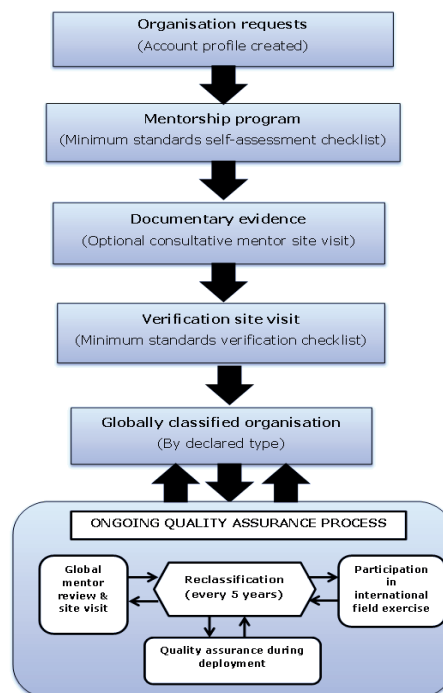 Organisation requests
(Account profile created)
Mentorship program
(Minimum standards self-assessment checklist)
Documentary evidence
(Optional consultative mentor site visit)
Verification site visit
(Minimum standards verification checklist)
Globally classified organisation
(By declared type)
ONGOING QUALITY ASSURANCE PROCESS
Global
mentor
review &
site visit
Reclassification
(every 5 years)
Participation
in
international
field exercise
Quality assurance during
deployment